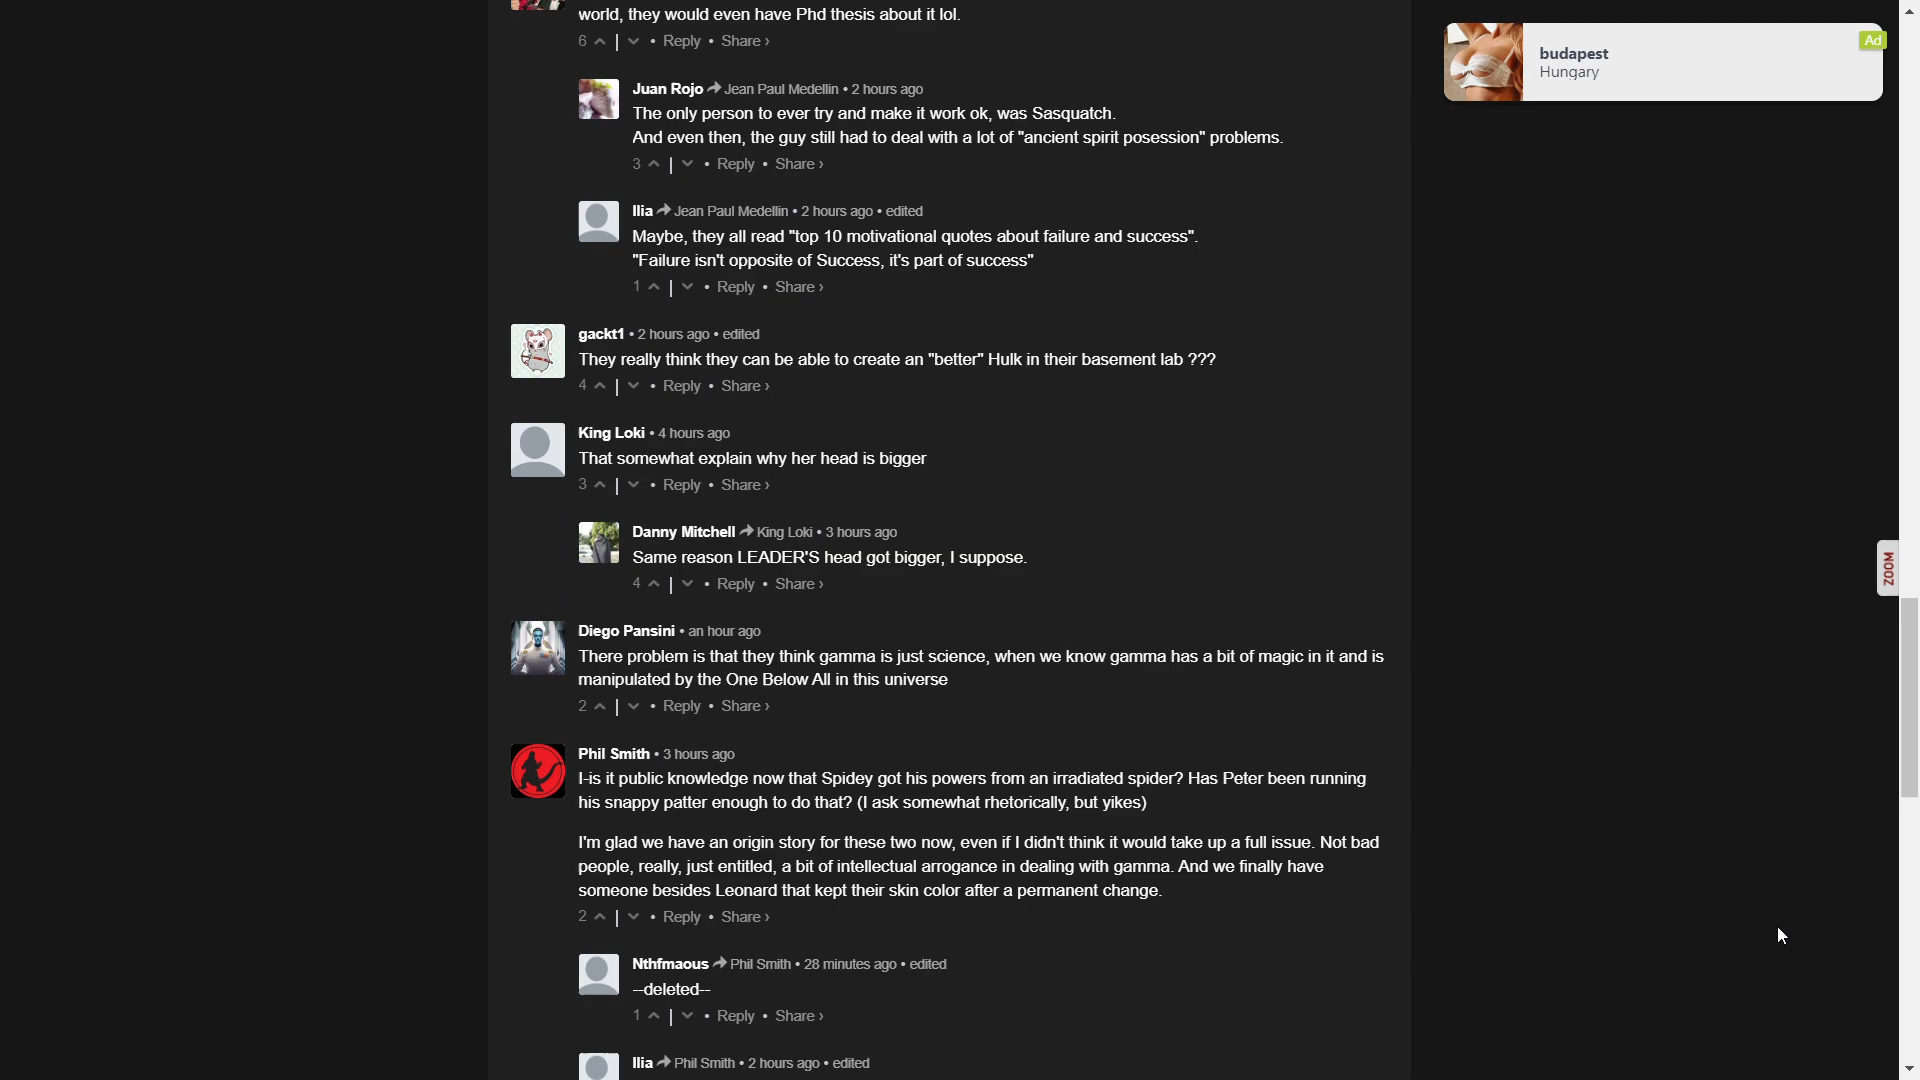 world, they would even have Phd thesis about it lol.
6 | • Reply • Share ›
Juan Rojo Jean Paul Medellin • 2 hours ago
The only person to ever try and make it work ok, was Sasquatch.
And even then, the guy still had to deal with a lot of "ancient spirit posession" problems.
3 | • Reply • Share ›
Ilia Jean Paul Medellin • 2 hours ago • edited
Maybe, they all read "top 10 motivational quotes about failure and success".
"Failure isn't opposite of Success, it's part of success"
1 | • Reply • Share ›
gackt1 • 2 hours ago • edited
They really think they can be able to create an "better" Hulk in their basement lab ???
4 | • Reply • Share ›
King Loki • 4 hours ago
That somewhat explain why her head is bigger
3 | • Reply • Share ›
Danny Mitchell King Loki • 3 hours ago
Same reason LEADER'S head got bigger, I suppose.
4 | • Reply • Share ›
Diego Pansini • an hour ago
There problem is that they think gamma is just science, when we know gamma has a bit of magic in it and is
manipulated by the One Below All in this universe
2 | • Reply • Share ›
Phil Smith • 3 hours ago
I-is it public knowledge now that Spidey got his powers from an irradiated spider? Has Peter been running
his snappy patter enough to do that? (I ask somewhat rhetorically, but yikes)
I'm glad we have an origin story for these two now, even if I didn't think it would take up a full issue. Not bad
people, really, just entitled, a bit of intellectual arrogance in dealing with gamma. And we finally have
someone besides Leonard that kept their skin color after a permanent change.
2 | • Reply • Share ›
Nthfmaous Phil Smith • 28 minutes ago • edited
--deleted--
1 | • Reply • Share ›
Ilia Phil Smith • 2 hours ago • edited
budapest
Hungary
Ad
ZOOM